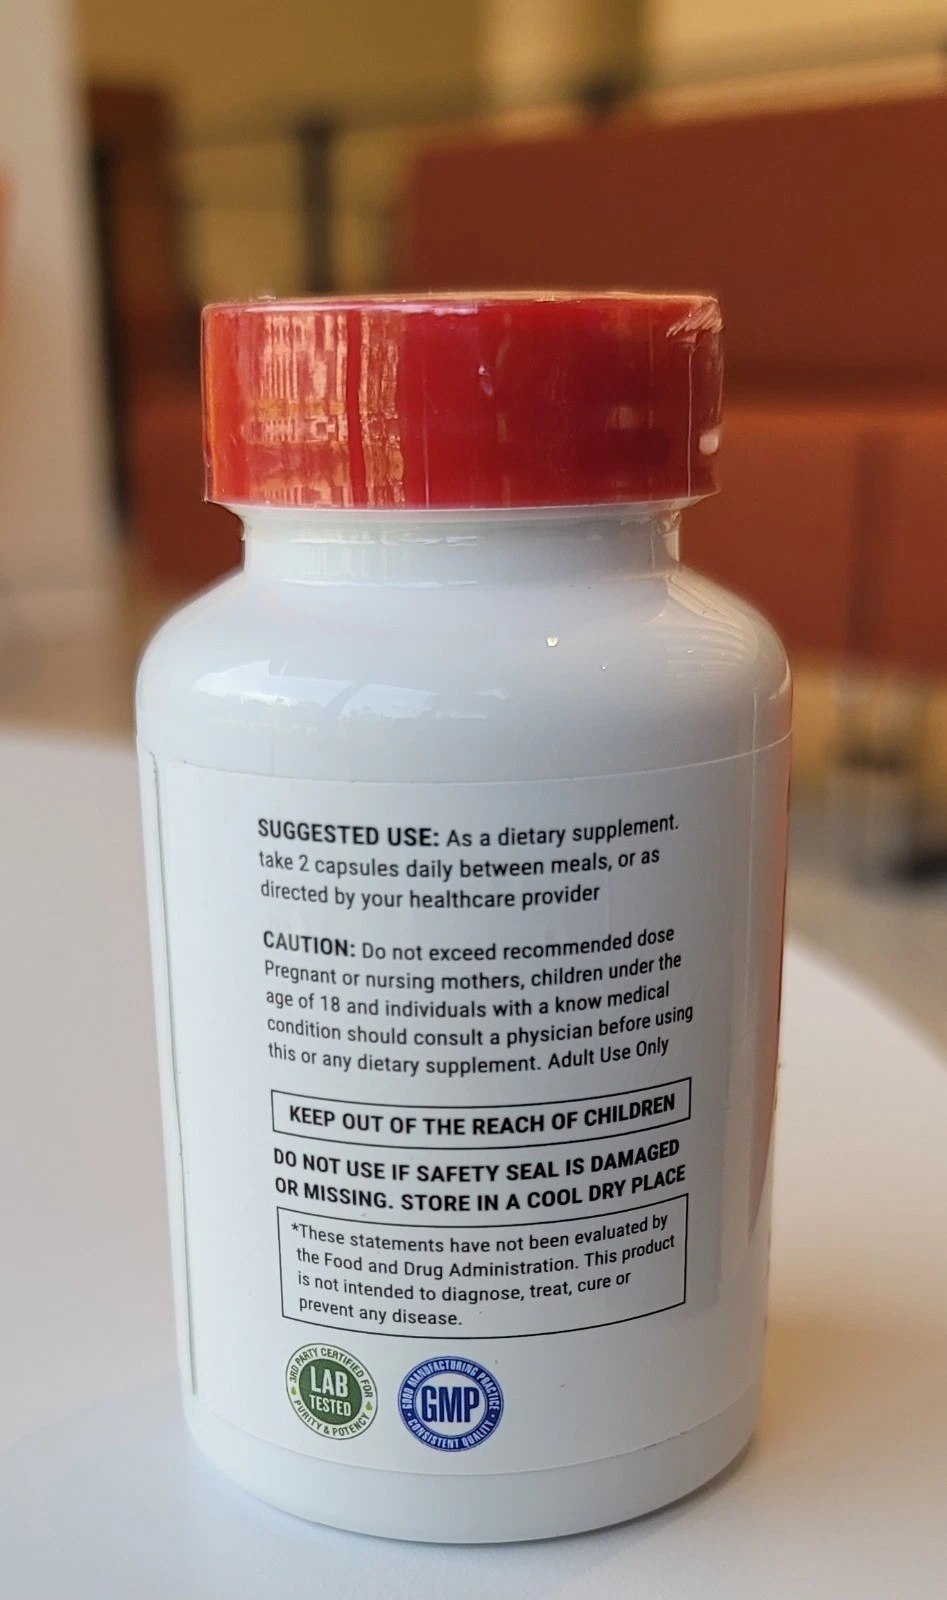 SUGGESTED USE: As a dietary supplement.
take 2 capsules daily between meals, or as
directed by your healthcare provider
CAUTION: Do not exceed recommended dose
Pregnant or nursing mothers, children under the
age of 18 and individuals with a know medical
condition should consult a physician before using
this or any dietary supplement. Adult Use Only
KEEP OUT OF THE REACH OF CHILDREN
DO NOT USE IF SAFETY SEAL IS DAMAGED
OR MISSING. STORE IN A COOL DRY PLACE
*These statements have not been evaluated by
the Food and Drug Administration. This product
is not intended to diagnose, treat, cure or
prevent any disease.
3RD PARTY CERTIFIED FOR
LAB
TESTED
PURITY & POTENCY
GOOD MANUFACTURING PRACTICE
GMP
CONSISTENT QUALITY